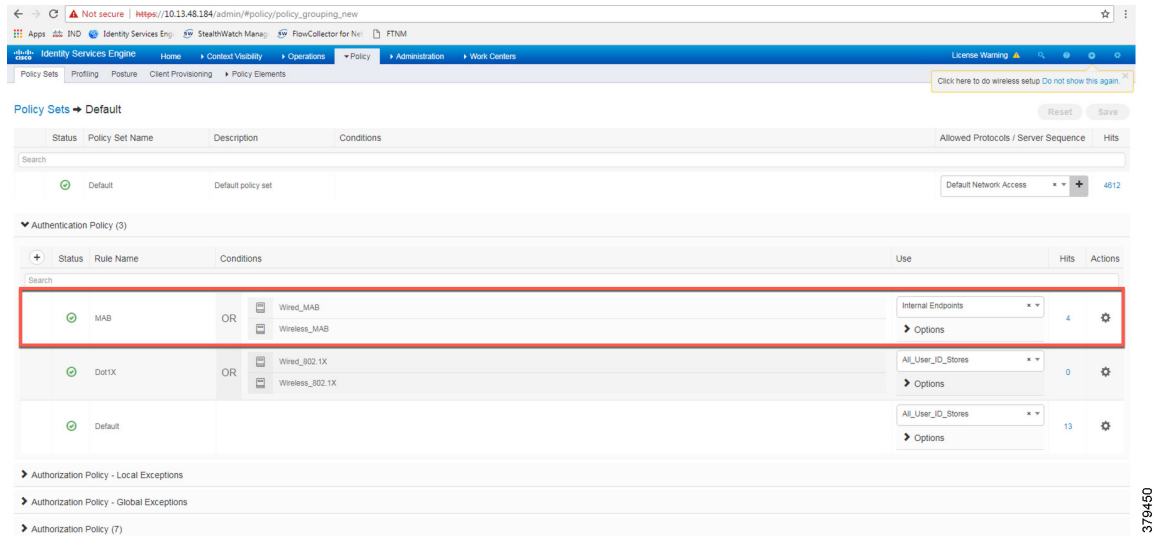 Not secure | https://10.13.48.184/admin/#policy/policy_grouping_new
Apps IND Identity Services Eng StealthWatch Manag FlowCollector for Net FTNM
cisco Identity Services Engine Home Context Visibility Operations Policy Administration Work Centers License Warning
Policy Sets Profiling Posture Client Provisioning Policy Elements
Click here to do wireless setup Do not show this again.
Policy Sets → Default
Reset Save
Status Policy Set Name Description Conditions Allowed Protocols / Server Sequence Hits
Search
Default Default policy set Default Network Access × + 4612
Authentication Policy (3)
+ Status Rule Name Conditions Use Hits Actions
Search
MAB OR Wired_MAB Internal Endpoints × 4
Wireless_MAB Options
Dot1X OR Wired_802.1X All_User_ID_Stores × 0
Wireless_802.1X Options
Default All_User_ID_Stores × 13
Options
Authorization Policy - Local Exceptions
Authorization Policy - Global Exceptions
Authorization Policy (7)
379450